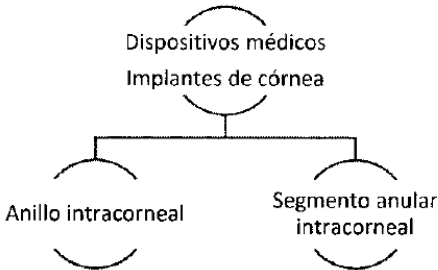 Dispositivos médicos
Implantes de córnea
Anillo intracorneal
Segmento anular
intracorneal